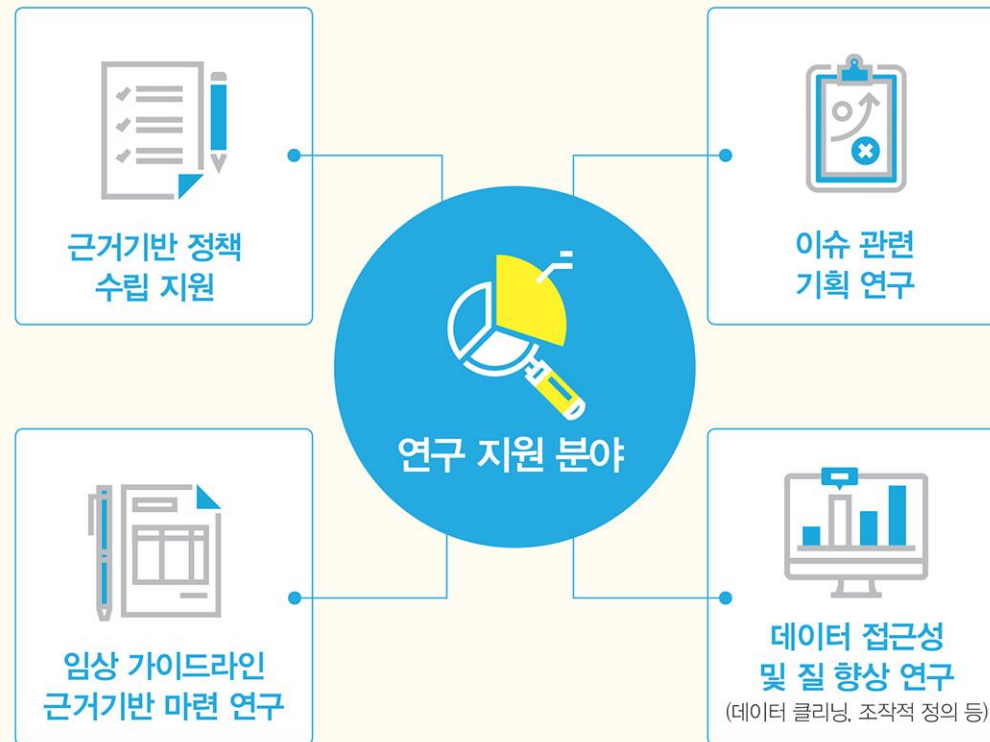 근거기반 정책
수립 지원
이슈 관련
기획 연구
연구 지원 분야
임상 가이드라인
근거기반 마련 연구
데이터 접근성
및 질 향상 연구
(데이터 클리닝, 조작적 정의 등)